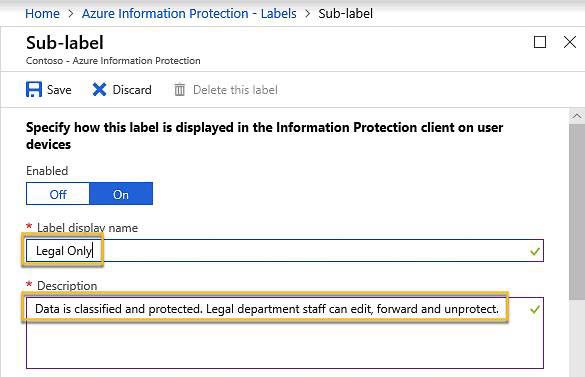 Home > Azure Information Protection - Labels > Sub-label
Sub-label
Contoso - Azure Information Protection
Save Discard Delete this label
Specify how this label is displayed in the Information Protection client on user
devices
Enabled
Off On
* Label display name
Legal Only
* Description
Data is classified and protected. Legal department staff can edit, forward and unprotect.